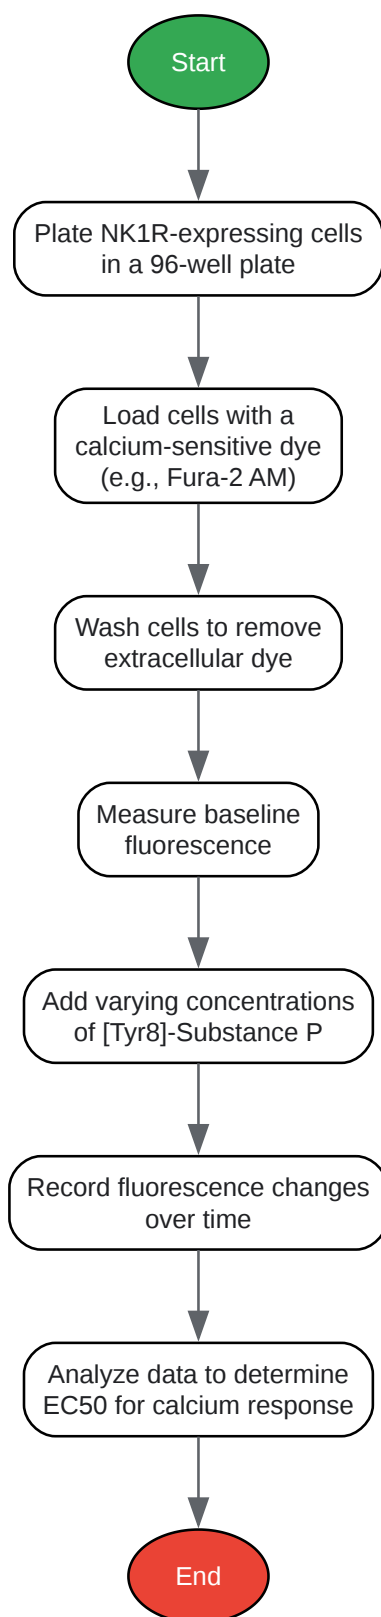 Start
Plate NK1R-expressing cells
in a 96-well plate
Load cells with a
calcium-sensitive dye
(e.g., Fura-2 AM)
Wash cells to remove
extracellular dye
Measure baseline
fluorescence
Add varying concentrations
of [Tyr8]-Substance P
Record fluorescence changes
over time
Analyze data to determine
EC50 for calcium response
End